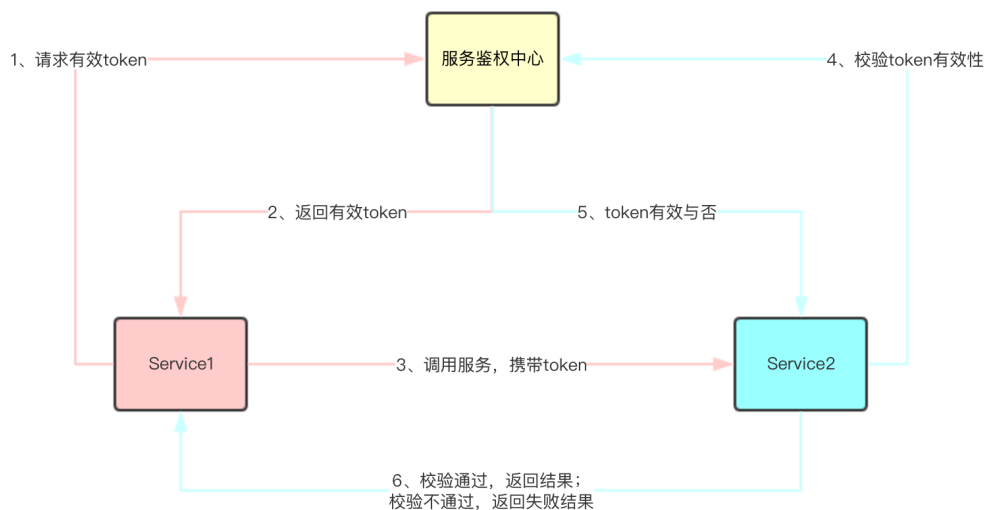 服务鉴权中心
1、请求有效token
4、校验token有效性
2、返回有效token
5、token有效与否
Service1
3、调用服务，携带token
Service2
6、校验通过，返回结果；
校验不通过，返回失败结果